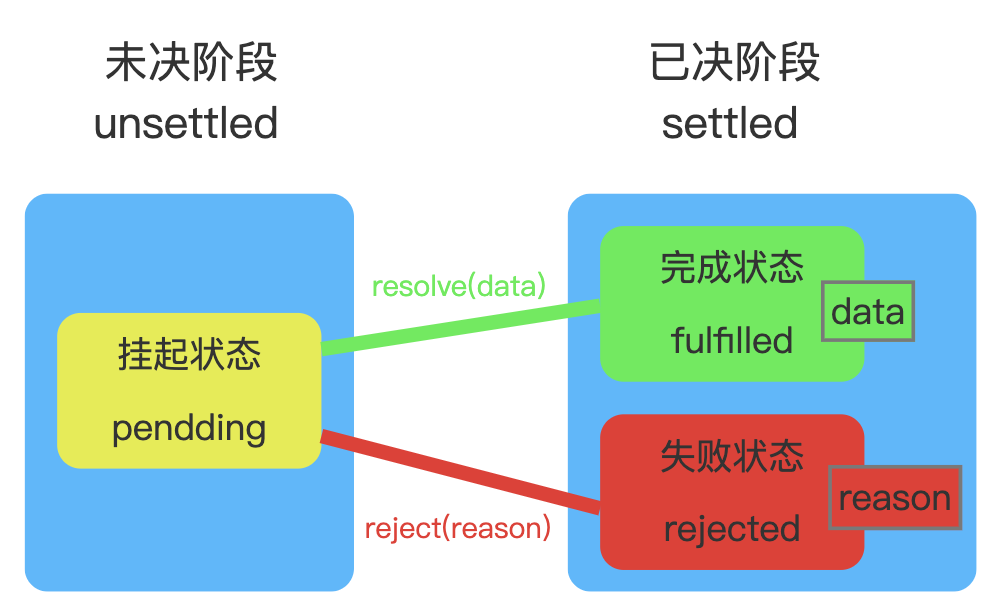 未决阶段
unsettled
已决阶段
settled
挂起状态
pendding
resolve(data)
reject(reason)
完成状态
fulfilled
data
失败状态
rejected
reason